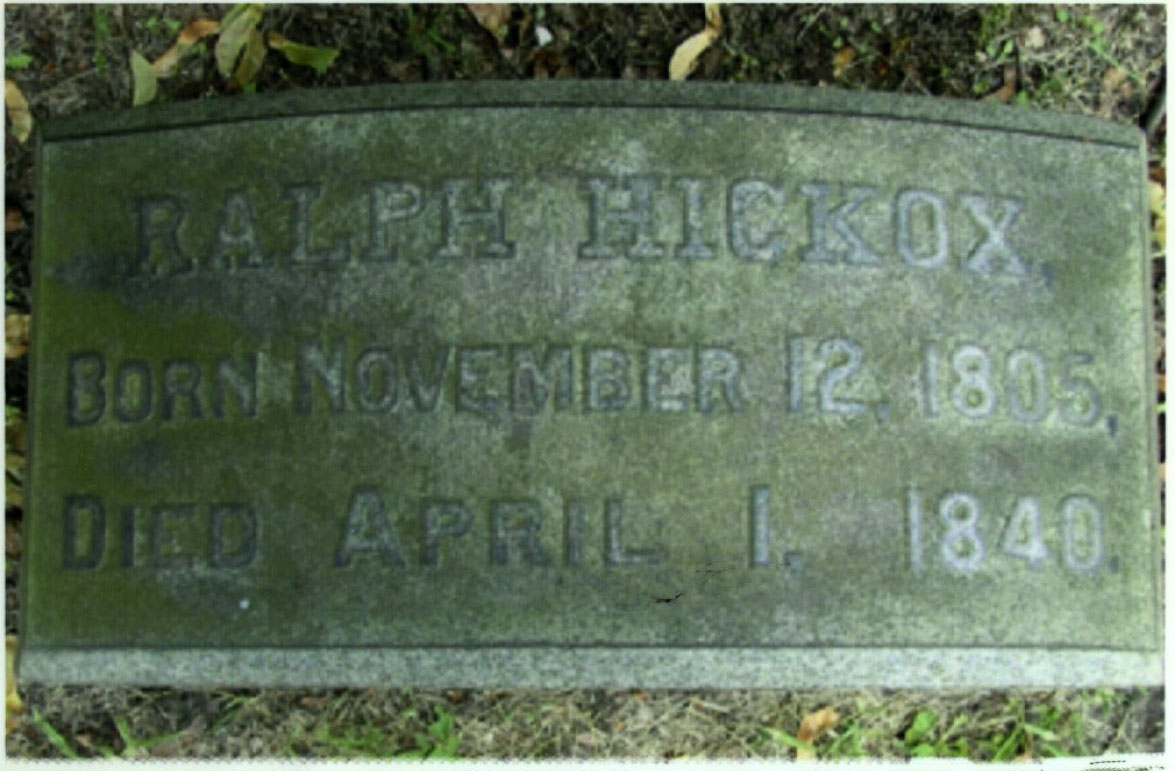 RALPH HICKOX,
BORN NOVEMBER 12, 1805,
DIED APRIL 1, 1840.